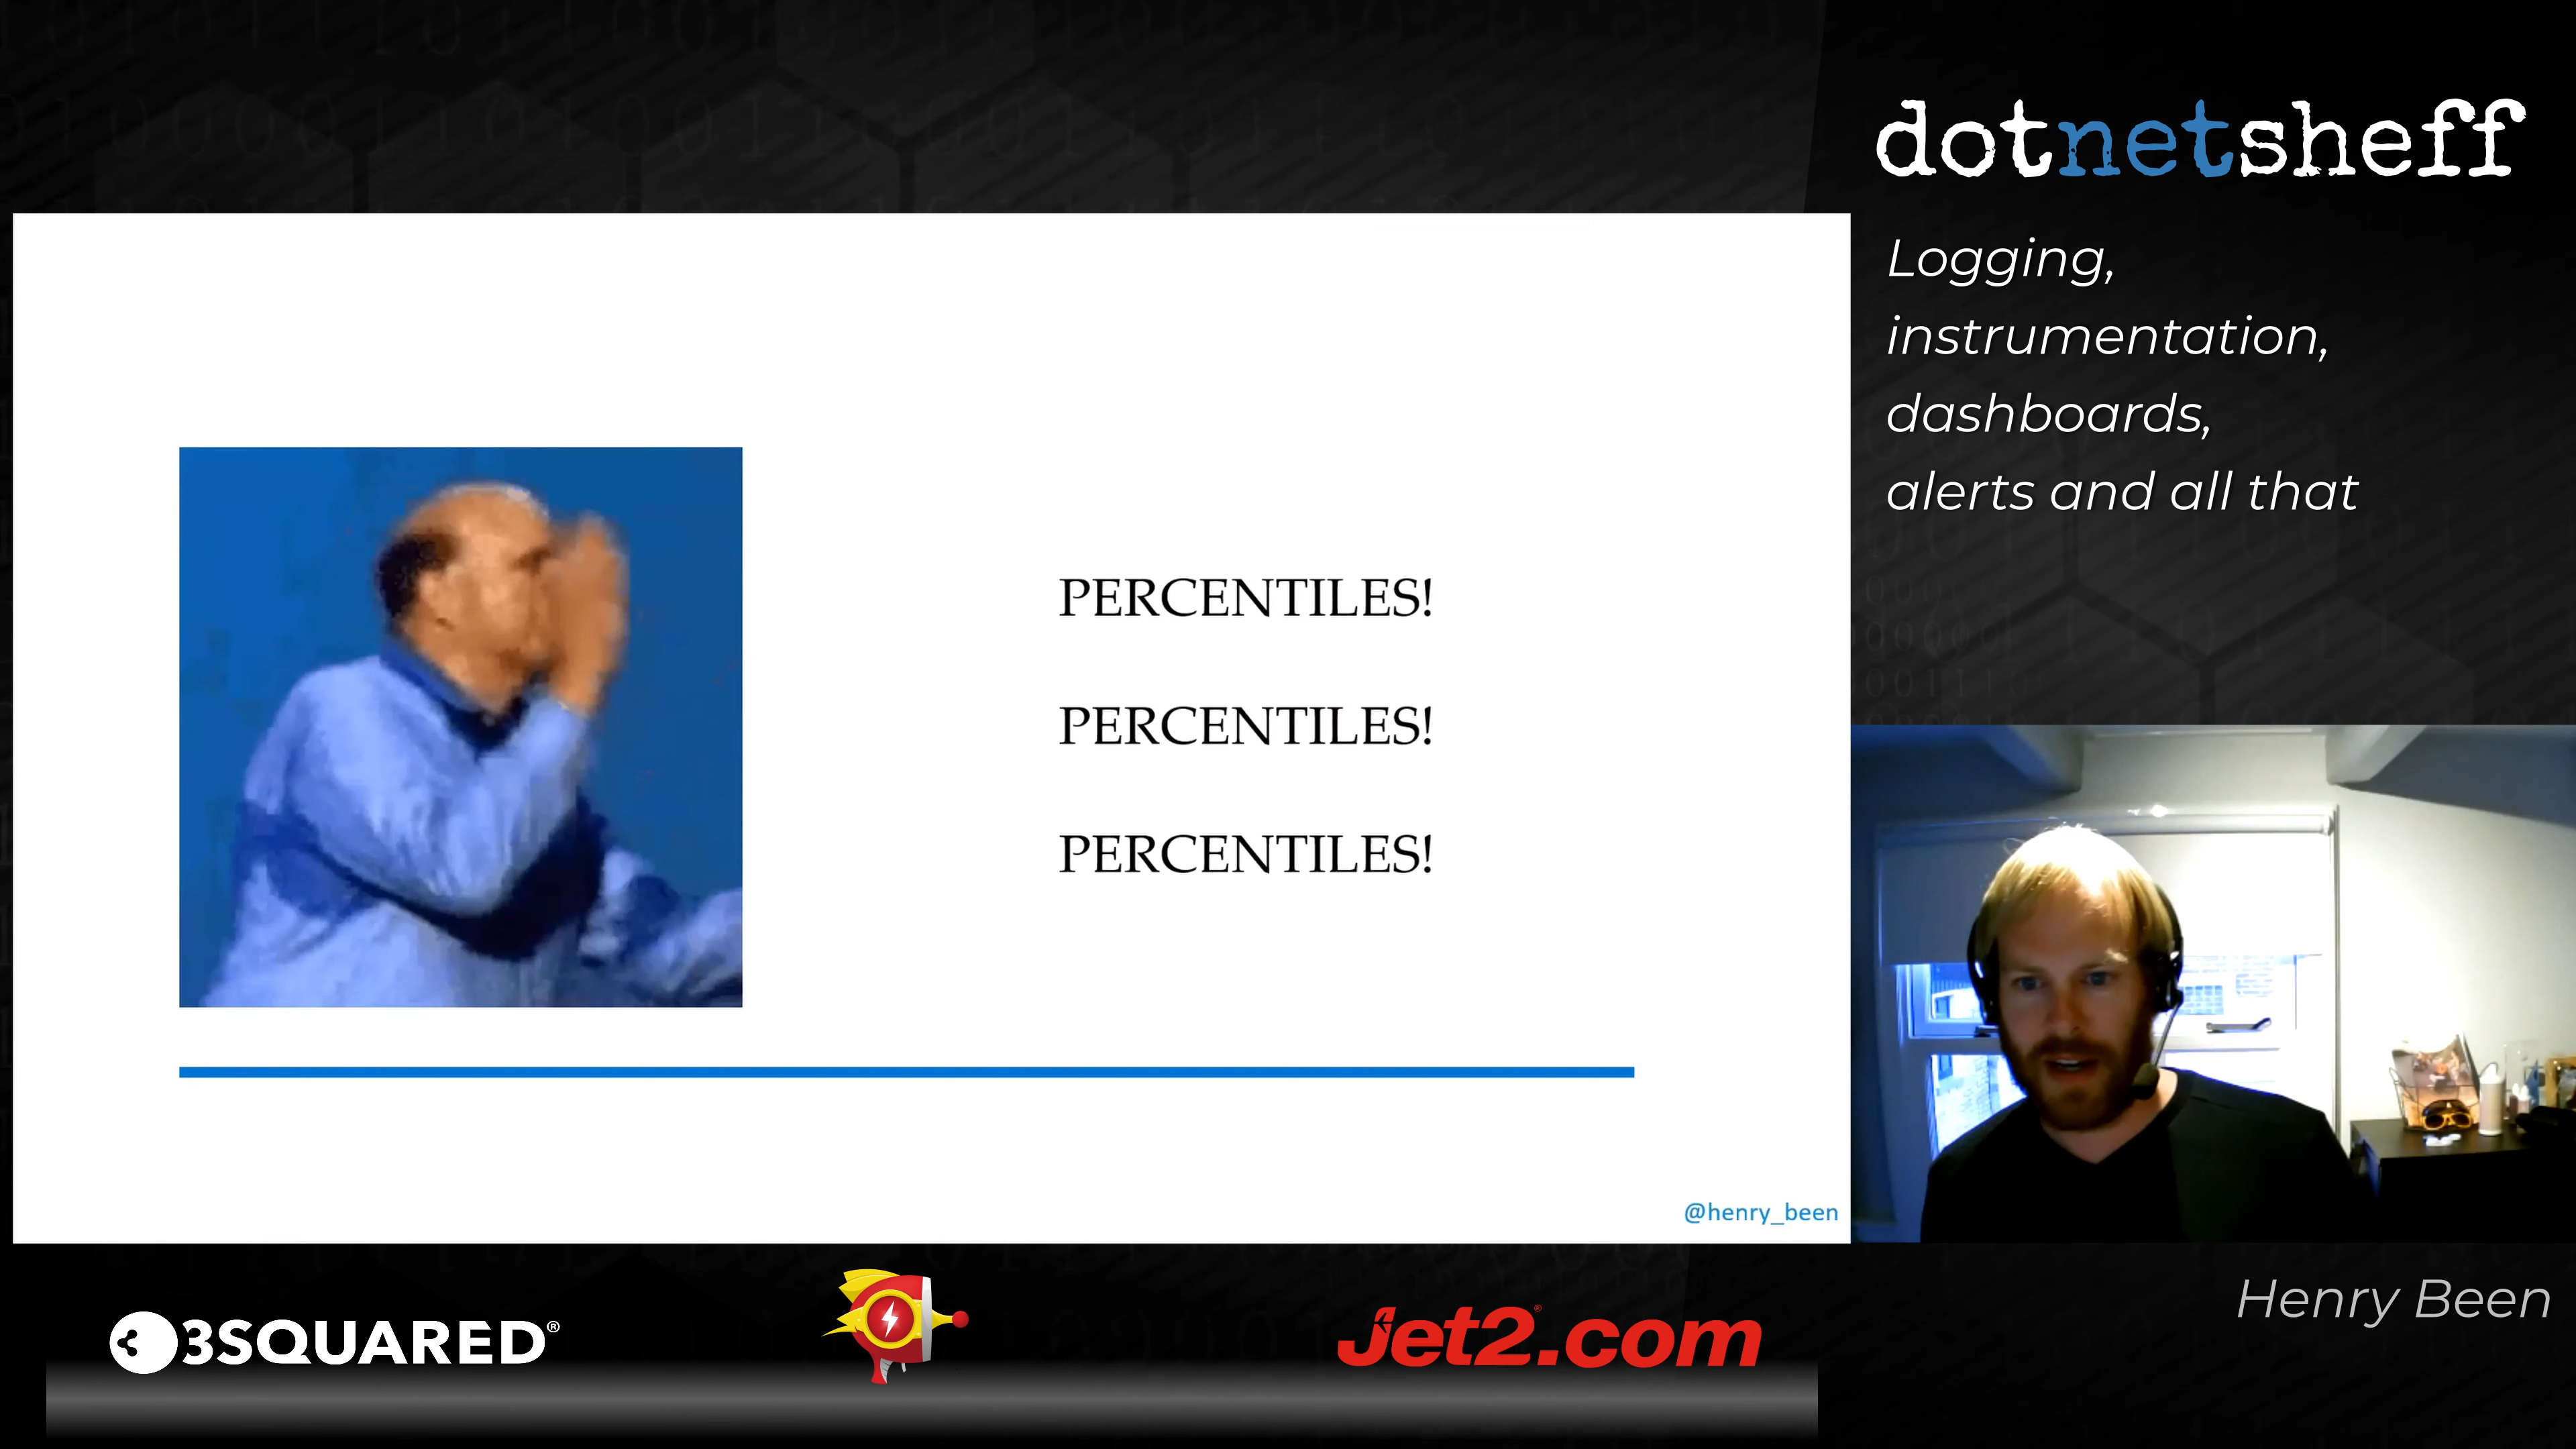 dotnetsheff
Logging,
instrumentation,
dashboards,
alerts and all that
PERCENTILES!
PERCENTILES!
PERCENTILES!
@henry_been
Henry Been
3SQUARED®
Jet2.com®